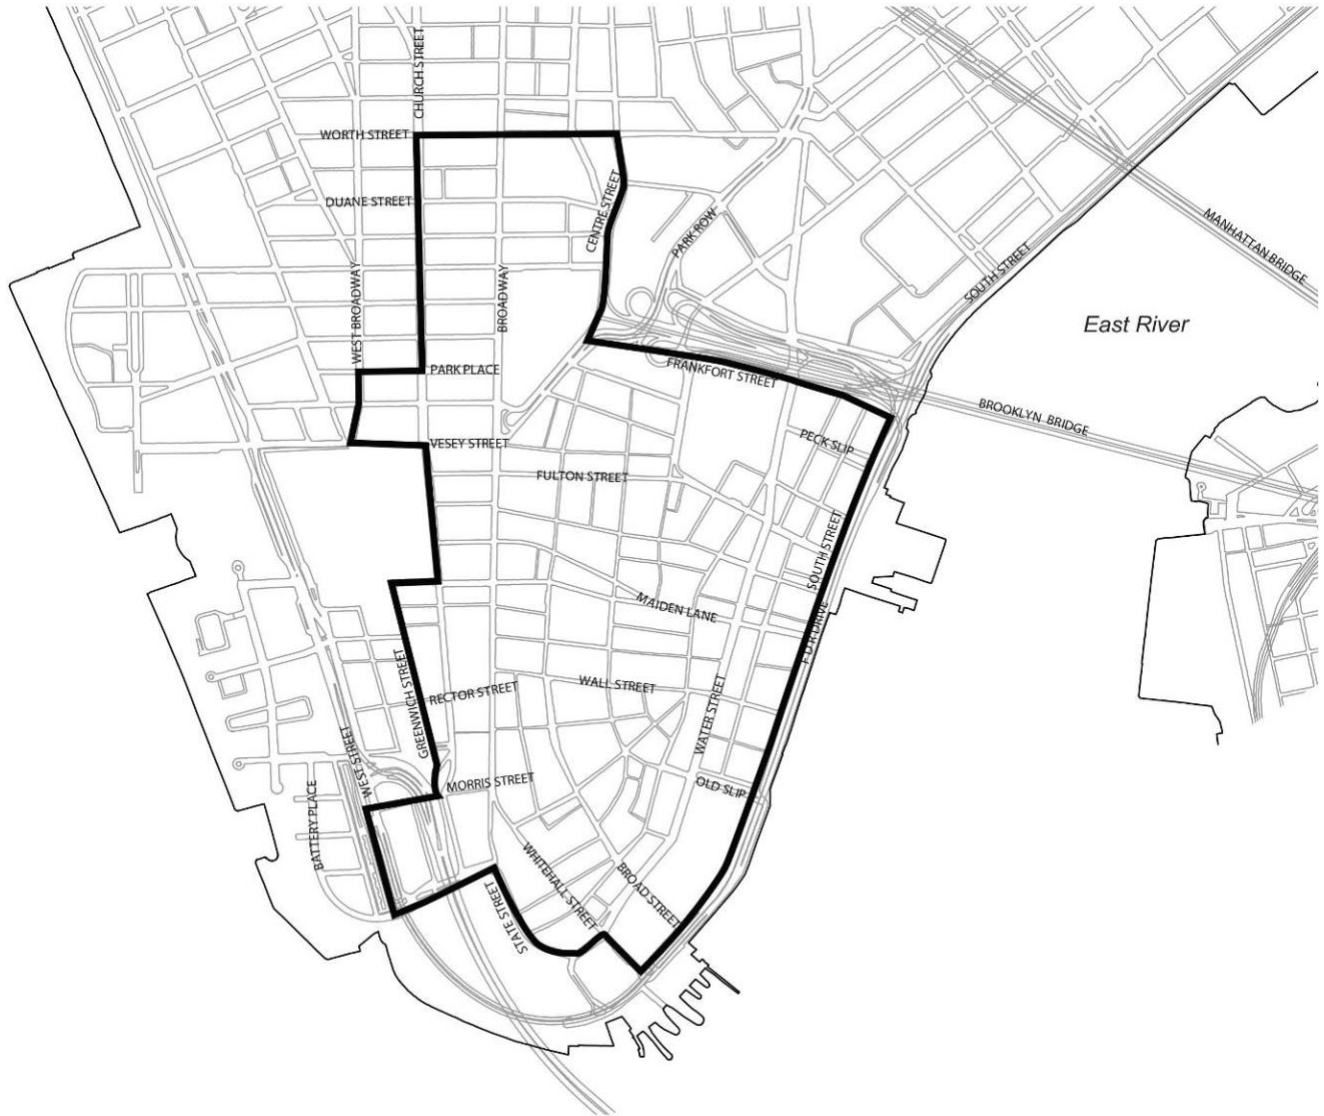 CHURCH STREET
WORTH STREET
DUANE STREET
CENTRE STREET
PARK ROW
MANHATTAN BRIDGE
SOUTH STREET
WEST BROADWAY
BROADWAY
East River
PARK PLACE
FRANKFORT STREET
BROOKLYN BRIDGE
VESEY STREET
PECK SLIP
FULTON STREET
SOUTH STREET
MAIDEN LANE
F D R DRIVE
GREENWICH STREET
RECTOR STREET
WALL STREET
WATER STREET
WEST STREET
MORRIS STREET
OLD SLIP
BATTERY PLACE
WHITEHALL STREET
BROAD STREET
STATE STREET